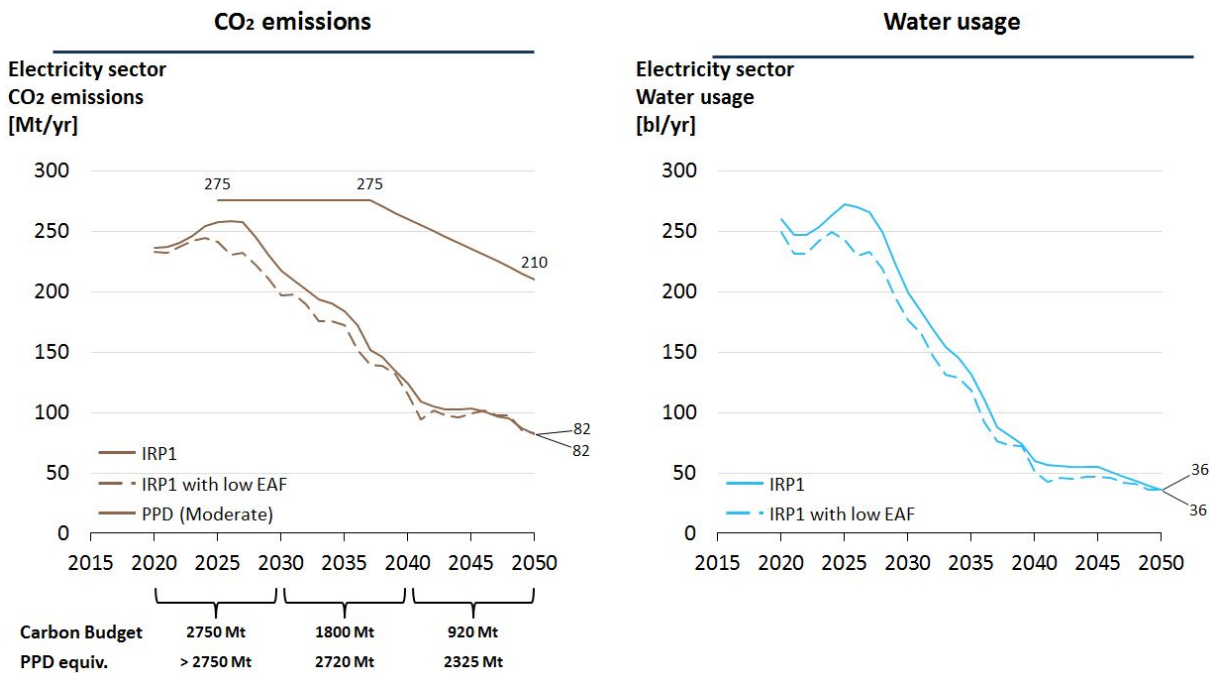 CO2 emissions
Electricity sector
CO2 emissions
[Mt/yr]
300
250
200
150
100
50
0
275
275
210
82
82
IRP1
IRP1 with low EAF
PPD (Moderate)
2015 2020 2025 2030 2035 2040 2045 2050
Carbon Budget 2750 Mt 1800 Mt 920 Mt
PPD equiv. > 2750 Mt 2720 Mt 2325 Mt
Water usage
Electricity sector
Water usage
[bl/yr]
300
250
200
150
100
50
0
36
36
IRP1
IRP1 with low EAF
2015 2020 2025 2030 2035 2040 2045 2050